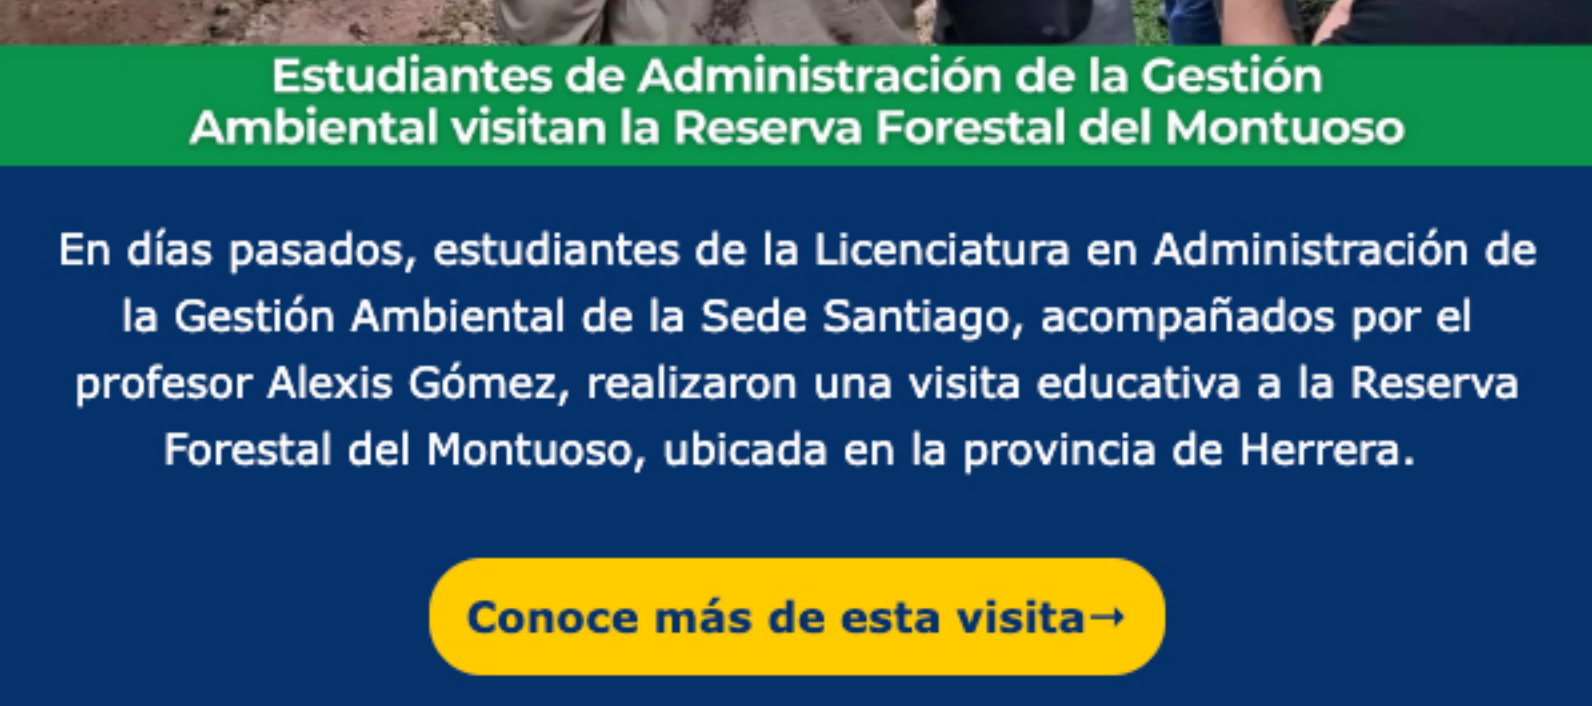 Estudiantes de Administración de la Gestión
Ambiental visitan la Reserva Forestal del Montuoso
En días pasados, estudiantes de la Licenciatura en Administración de
la Gestión Ambiental de la Sede Santiago, acompañados por el
profesor Alexis Gómez, realizaron una visita educativa a la Reserva
Forestal del Montuoso, ubicada en la provincia de Herrera.
Conoce más de esta visita→